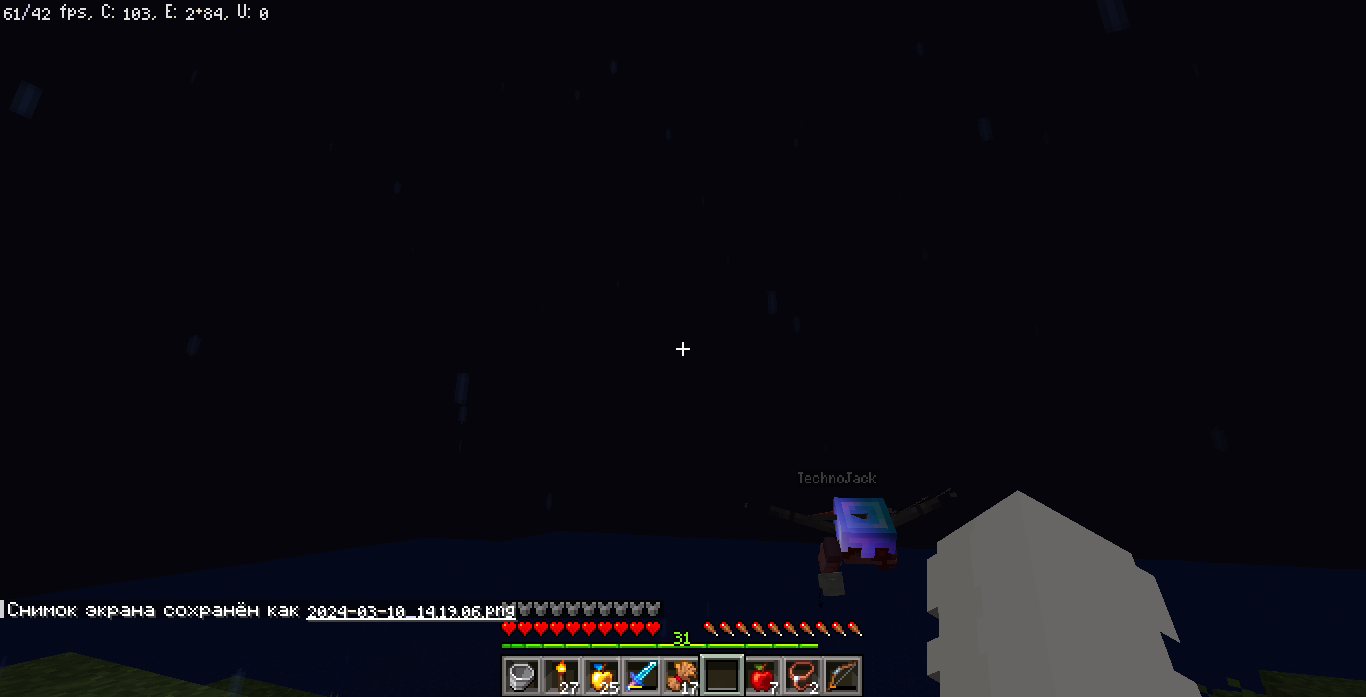 61/42 fps, C: 103, E: 2+84, U: 0
TechnoJack
Снимок экрана сохранён как 2024-03-10_14.19.06.png
31
27 25 17 7 2